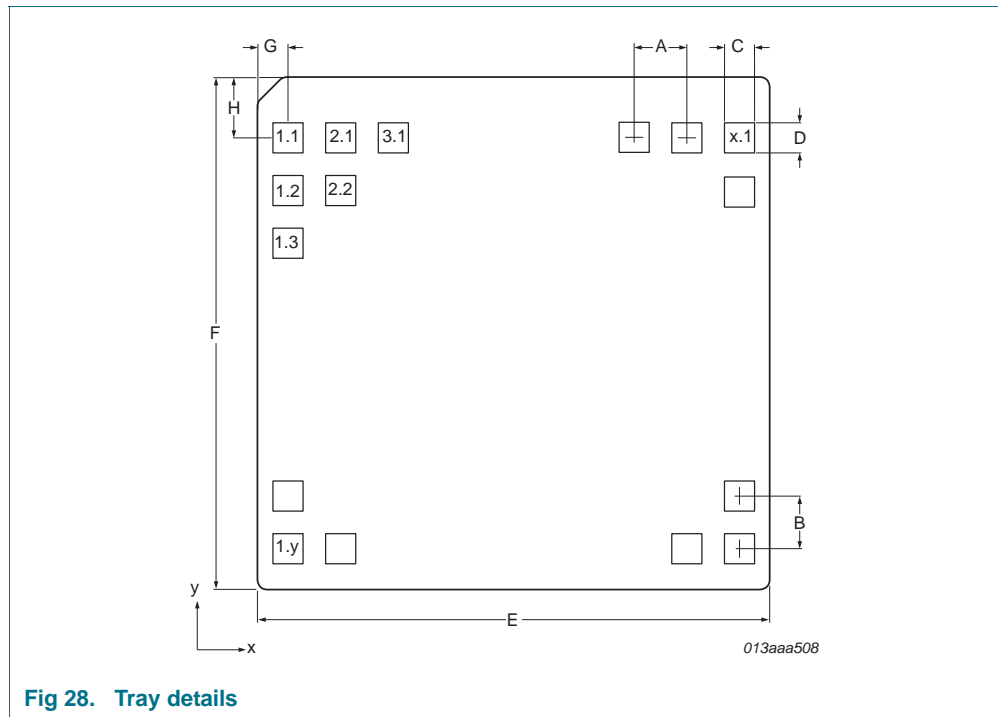 G A C
H
1.1 2.1 3.1 x.1 D
1.2 2.2
1.3
F
B
1.y
y
E
x
013aaa508
Fig 28. Tray details